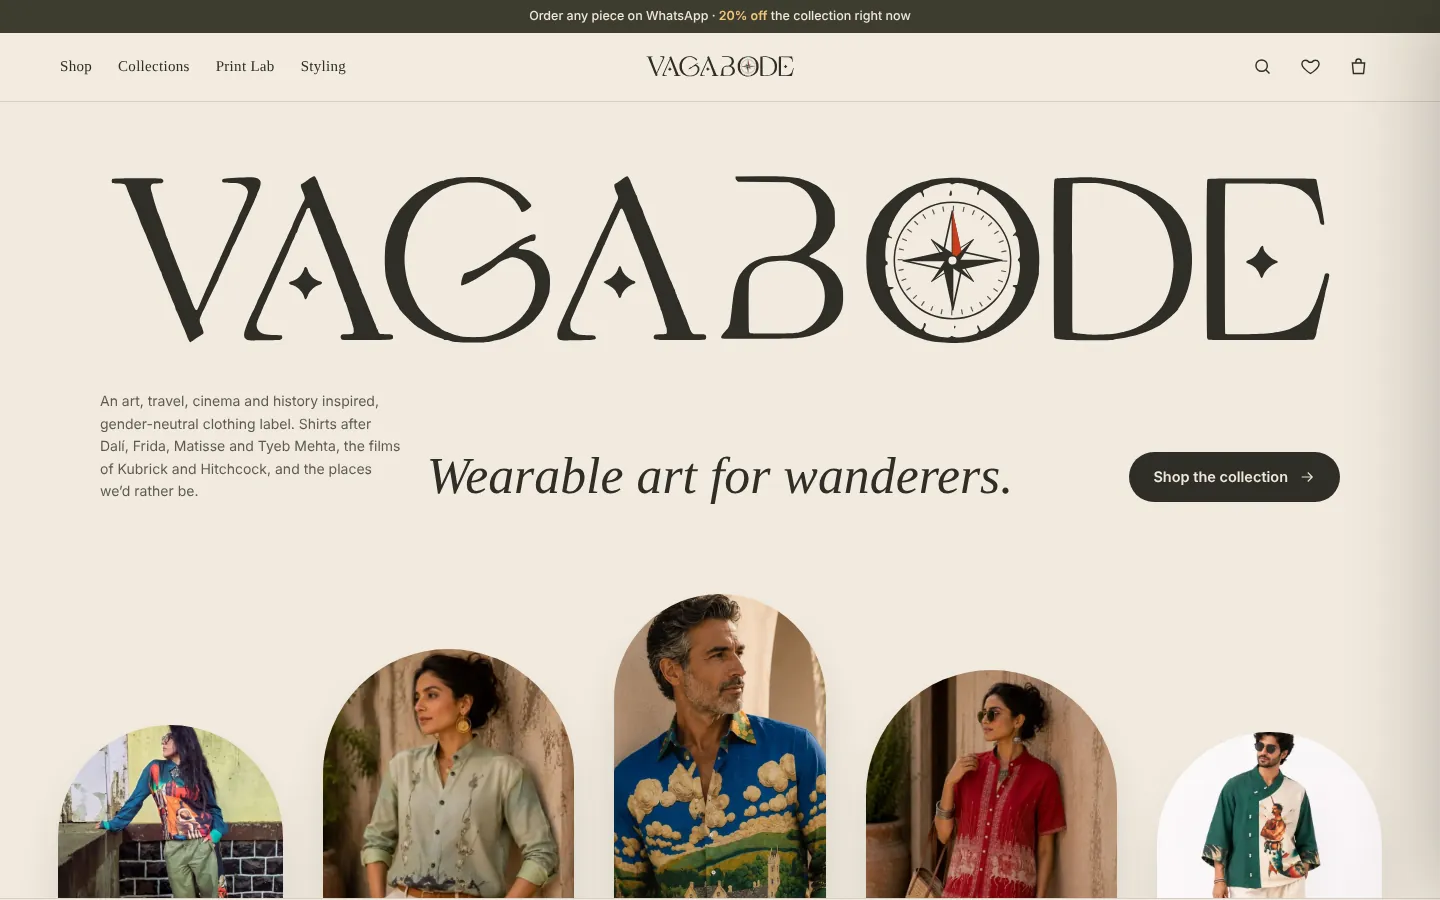 Order any piece on WhatsApp · 20% off the collection right now
Shop
Collections
Print Lab
Styling
VAGABODE
VAGABODE
An art, travel, cinema and history inspired,
gender-neutral clothing label. Shirts after
Dalí, Frida, Matisse and Tyeb Mehta, the films
of Kubrick and Hitchcock, and the places
we’d rather be.
Wearable art for wanderers.
Shop the collection →